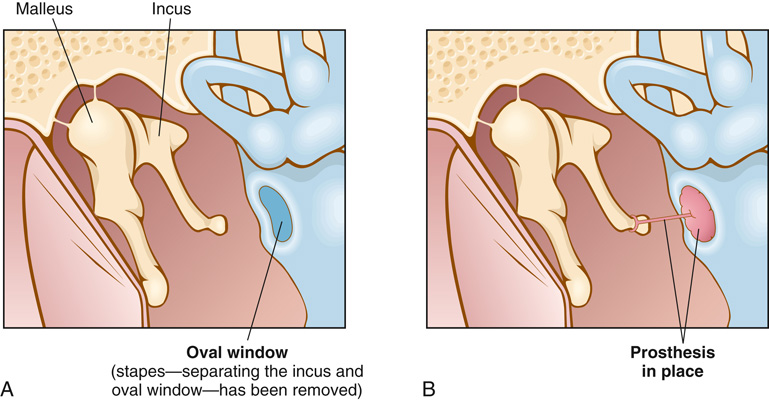 Malleus
Incus
Oval window
(stapes—separating the incus and
oval window—has been removed)
A
Prosthesis
in place
B